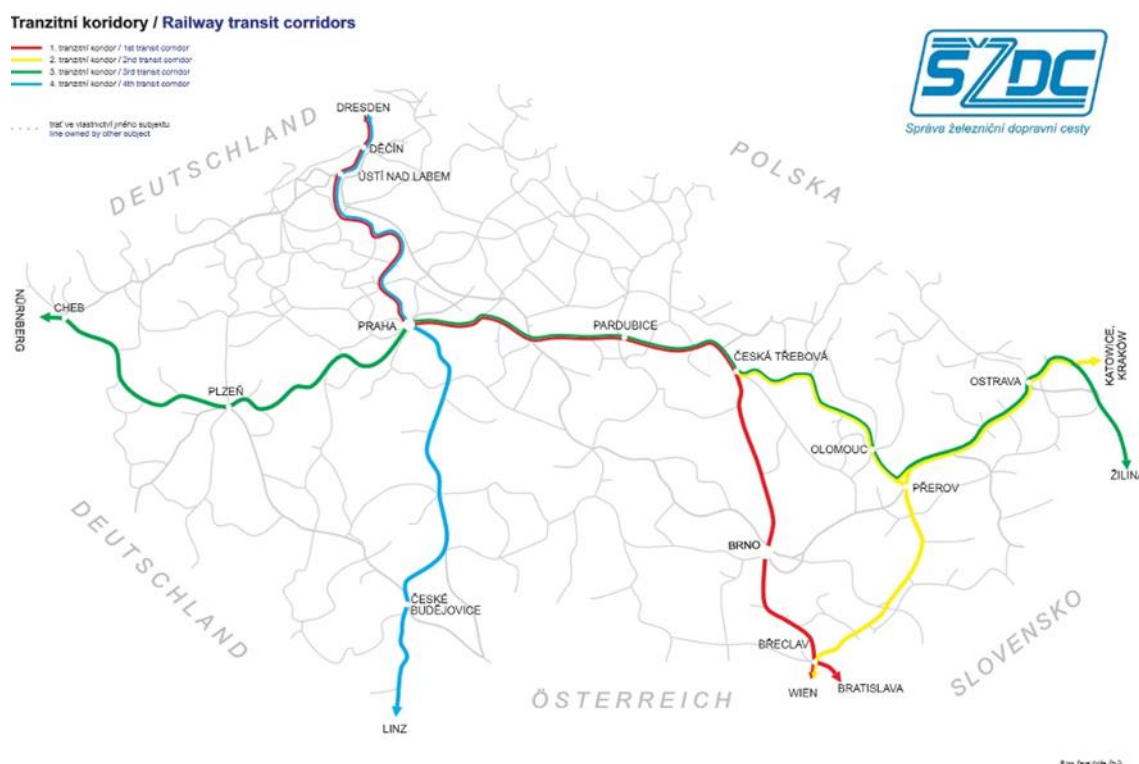 Tranzitní koridory / Railway transit corridors
1. tranzitní koridor / 1st transit corridor
2. tranzitní koridor / 2nd transit corridor
3. tranzitní koridor / 3rd transit corridor
4. tranzitní koridor / 4th transit corridor
trať ve vlastnictví jiného subjektu
line owned by other subject
SŽDC
Správa železniční dopravní cesty
DRESDEN
DEUTSCHLAND
DĚČÍN
ÚSTÍ NAD LABEM
POLSKA
NÜRNBERG
CHEB
PRAHA
PARDUBICE
ČESKÁ TŘEBOVÁ
KATOWICE,
KRAKÓW
OSTRAVA
PLZEŇ
OLOMOUC
ŽILINA
PŘEROV
DEUTSCHLAND
BRNO
ČESKÉ
BUDĚJOVICE
SLOVENSKO
BŘECLAV
WIEN
BRATISLAVA
ÖSTERREICH
LINZ